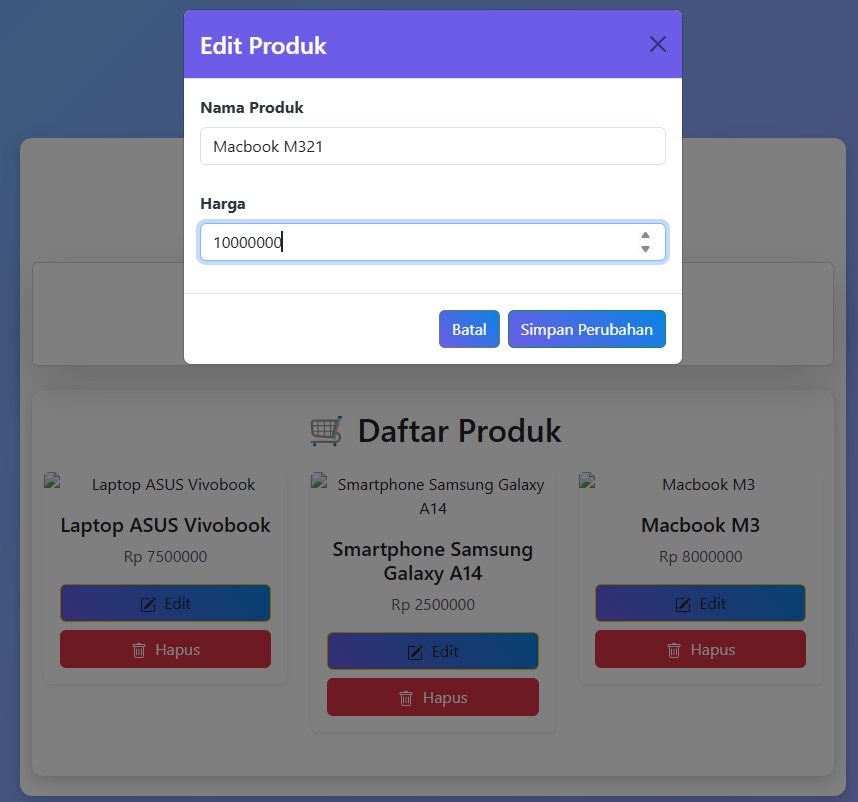 Edit Produk
Nama Produk
Macbook M321
Harga
10000000
Batal
Simpan Perubahan
Daftar Produk
Laptop ASUS Vivobook
Laptop ASUS Vivobook
Rp 7500000
Edit
Hapus
Smartphone Samsung Galaxy
A14
Smartphone Samsung
Galaxy A14
Rp 2500000
Edit
Hapus
Macbook M3
Macbook M3
Rp 8000000
Edit
Hapus